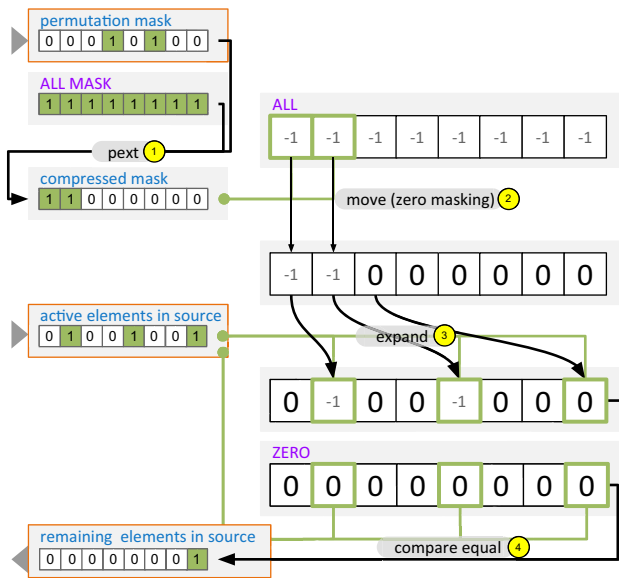 permutation mask
0 0 0 1 0 1 0 0
ALL MASK
1 1 1 1 1 1 1 1
pext 1
compressed mask
1 1 0 0 0 0 0 0
ALL
-1 -1 -1 -1 -1 -1 -1 -1
move (zero masking) 2
-1 -1 0 0 0 0 0 0
active elements in source
0 1 0 0 1 0 0 1
expand 3
0 -1 0 0 -1 0 0 0
ZERO
0 0 0 0 0 0 0 0
remaining elements in source
0 0 0 0 0 0 0 1
compare equal 4